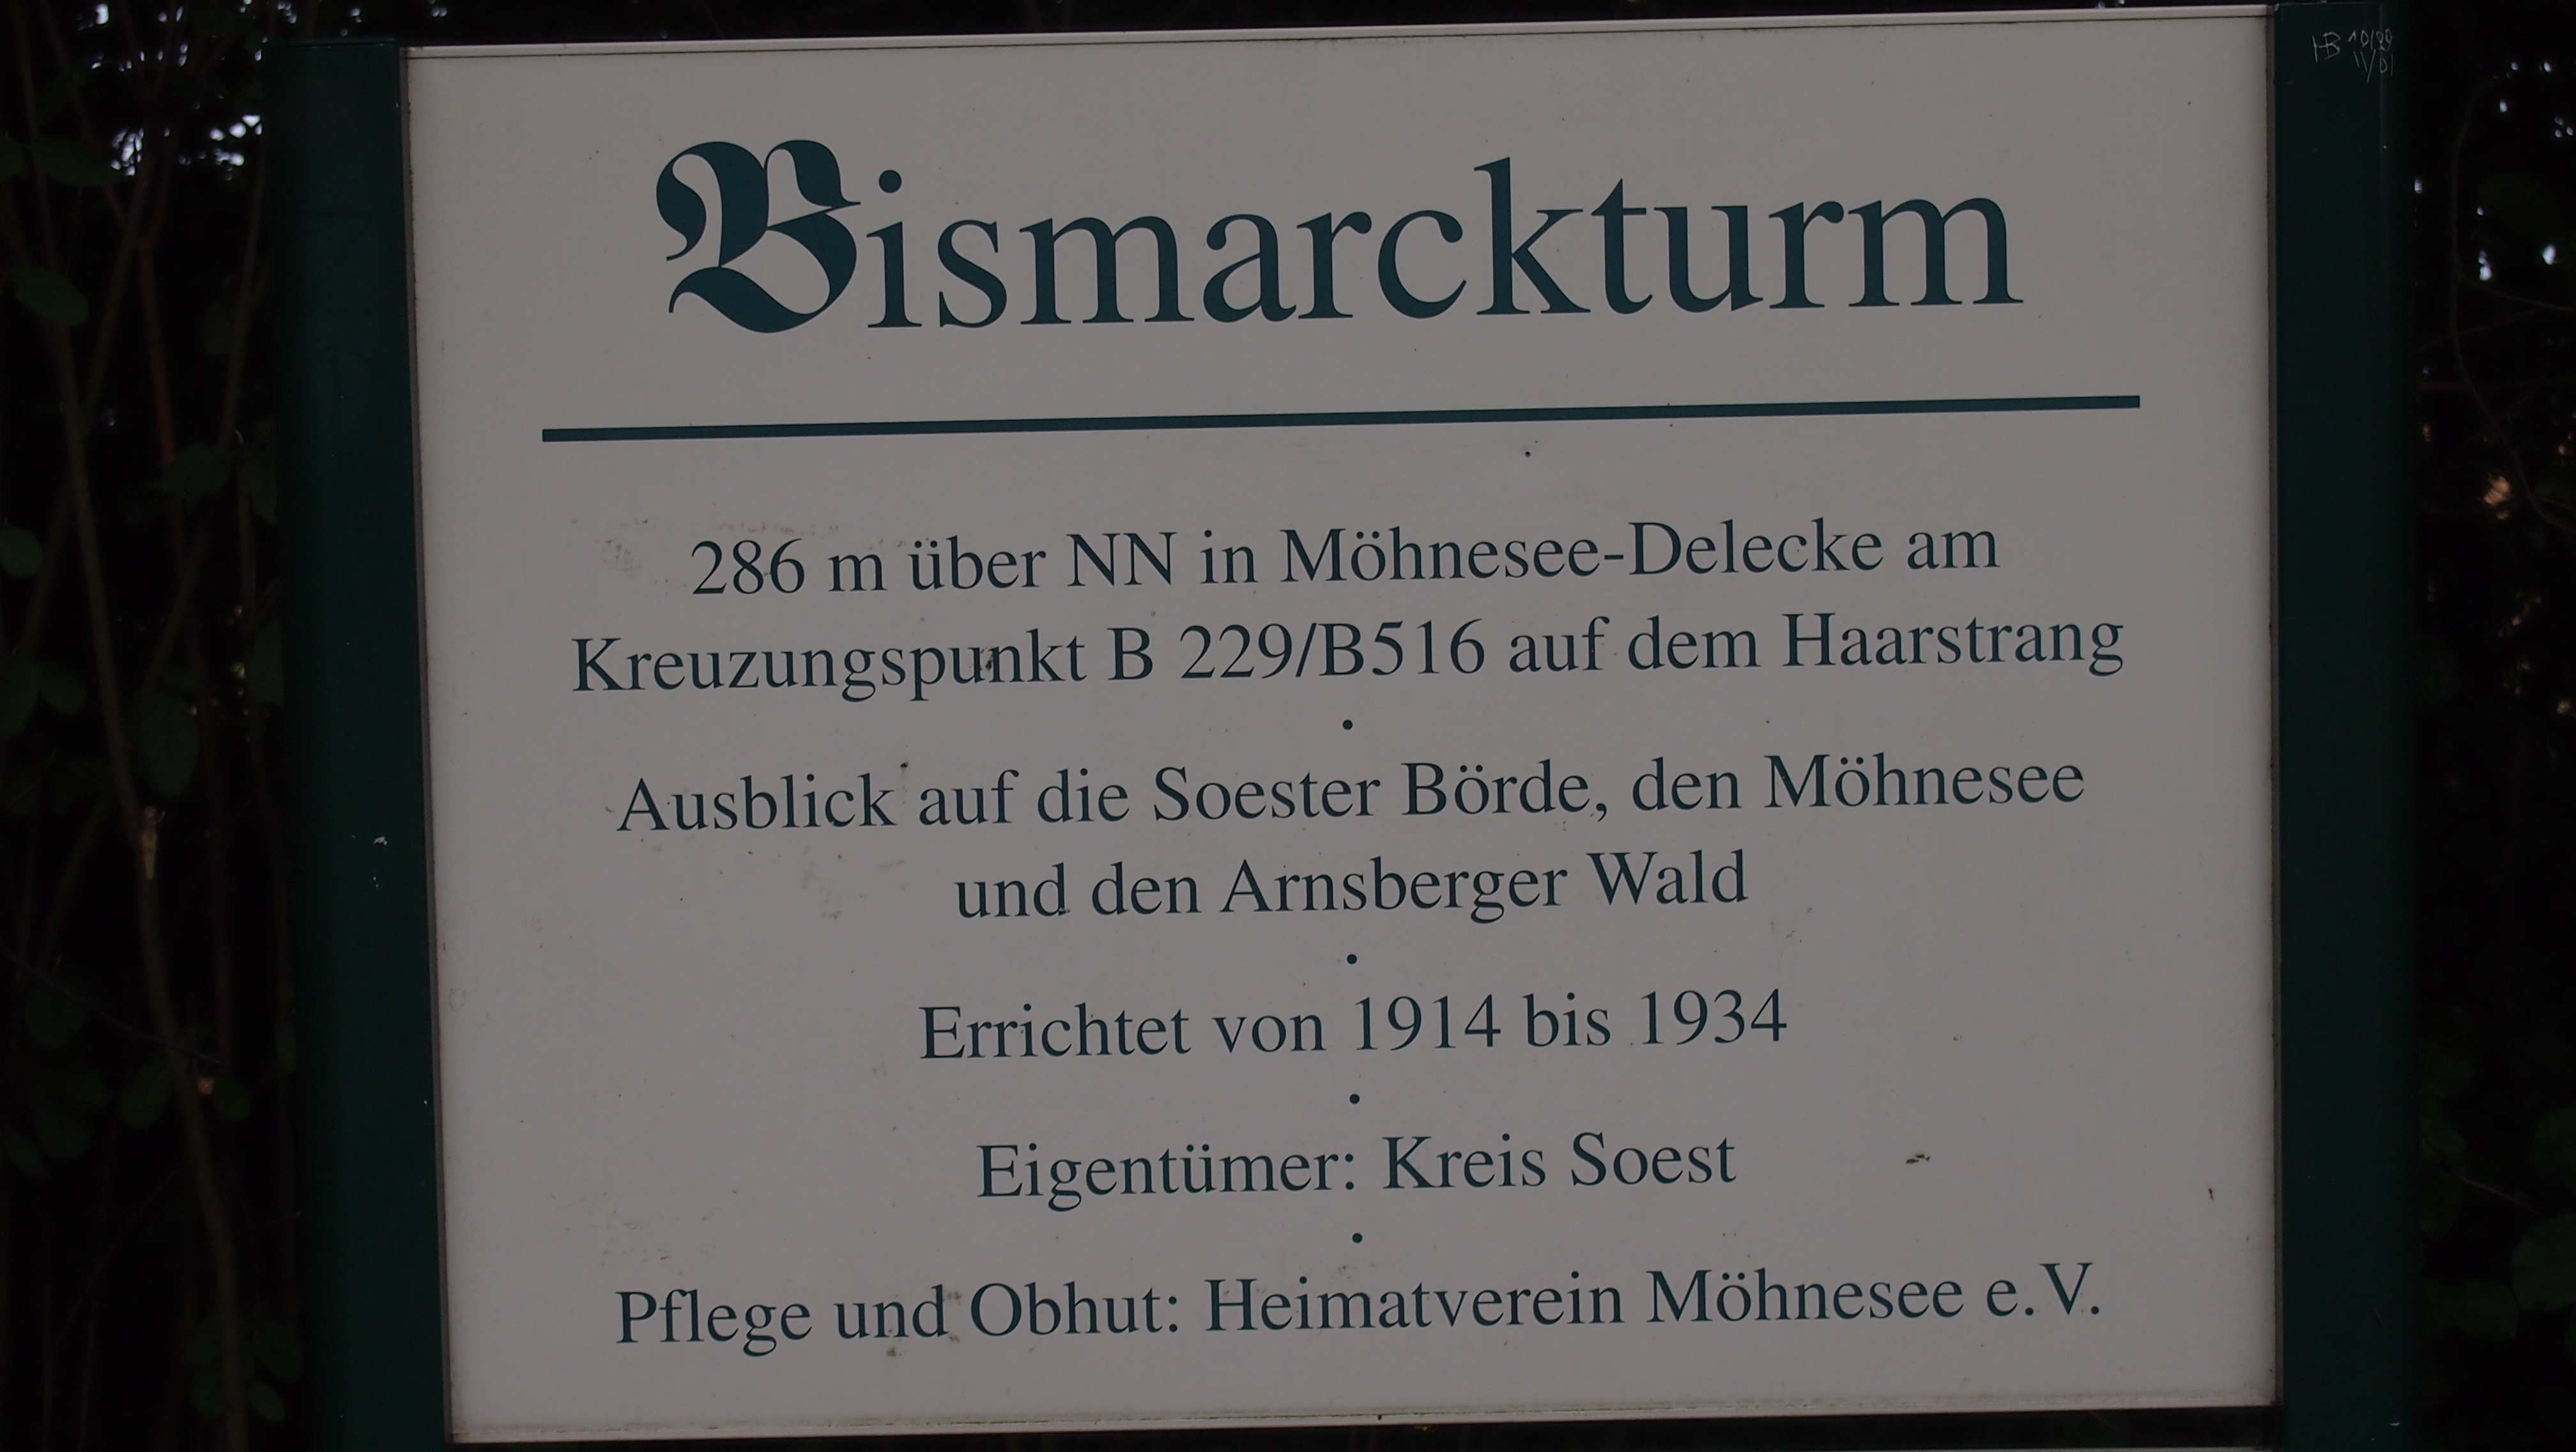 Bismarckturm
286 m über NN in Möhnesee-Delecke am
Kreuzungspunkt B 229/B516 auf dem Haarstrang
•
Ausblick auf die Soester Börde, den Möhnesee
und den Arnsberger Wald
•
Errichtet von 1914 bis 1934
•
Eigentümer: Kreis Soest
•
Pflege und Obhut: Heimatverein Möhnesee e.V.